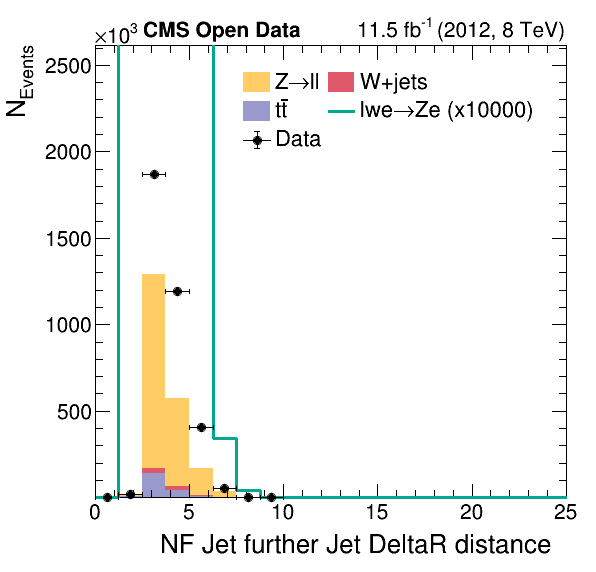 ×10³ CMS Open Data 11.5 fb⁻¹ (2012, 8 TeV)
N_Events
2500
2000
1500
1000
500
Z→ll W+jets
tt̄ lwe→Ze (x10000)
Data
0 5 10 15 20 25
NF Jet further Jet DeltaR distance